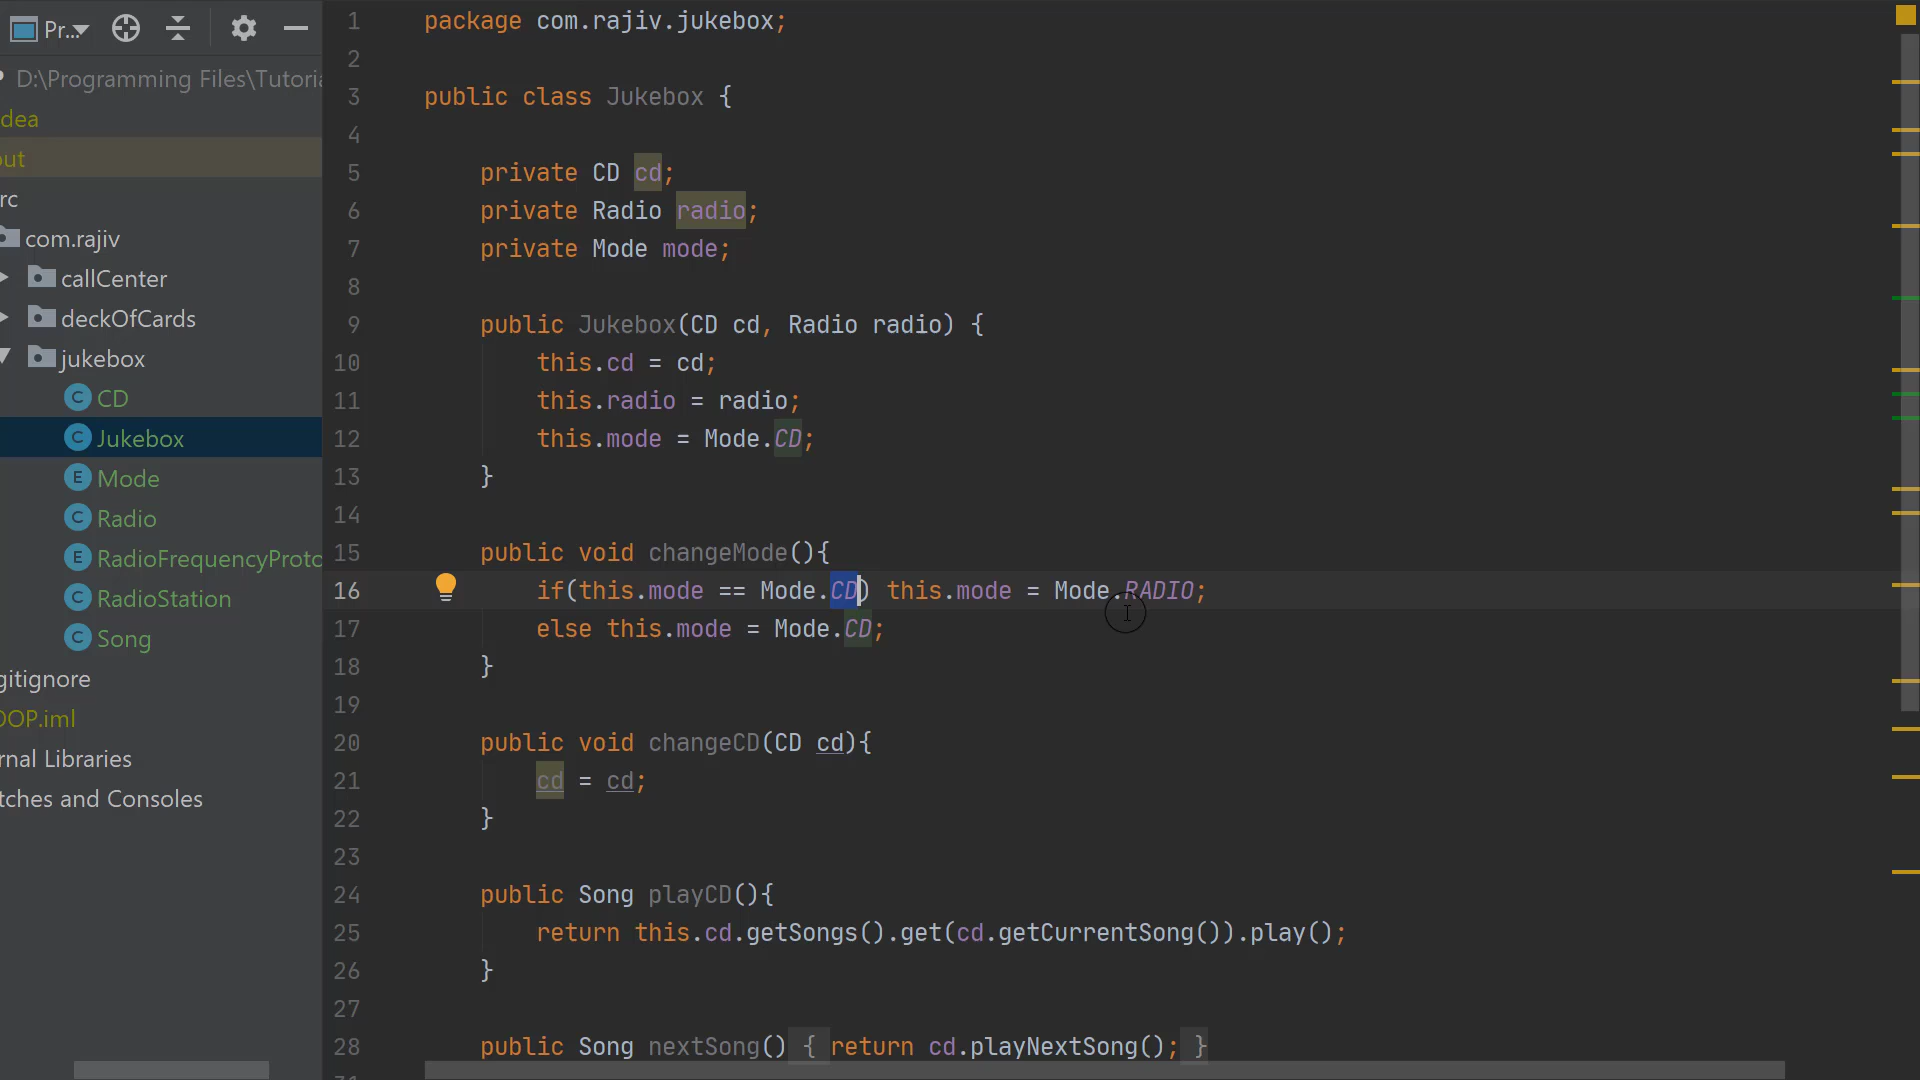 Pr...
D:\Programming Files\Tutoria
dea
out
rc
com.rajiv
callCenter
deckOfCards
jukebox
C CD
C Jukebox
E Mode
C Radio
E RadioFrequencyProto
C RadioStation
C Song
gitignore
OOP.iml
rnal Libraries
tches and Consoles
1 package com.rajiv.jukebox;
2
3 public class Jukebox {
4
5 private CD cd;
6 private Radio radio;
7 private Mode mode;
8
9 public Jukebox(CD cd, Radio radio) {
10 this.cd = cd;
11 this.radio = radio;
12 this.mode = Mode.CD;
13 }
14
15 public void changeMode(){
16 if(this.mode == Mode.CD) this.mode = Mode.RADIO;
17 else this.mode = Mode.CD;
18 }
19
20 public void changeCD(CD cd){
21 cd = cd;
22 }
23
24 public Song playCD(){
25 return this.cd.getSongs().get(cd.getCurrentSong()).play();
26 }
27
28 public Song nextSong() { return cd.playNextSong(); }